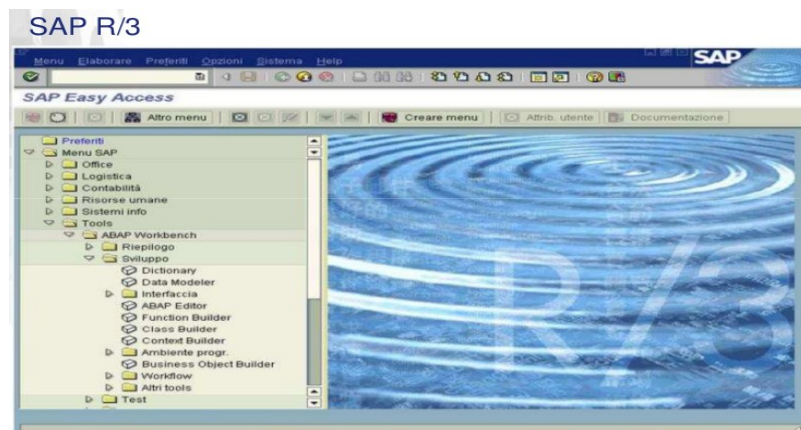 SAP R/3
Menu Elaborare Preferiti Opzioni Sistema Help
SAP
SAP Easy Access
Altro menu Creare menu Attrib. utente Documentazione
Preferiti
Menu SAP
Office
Logistica
Contabilità
Risorse umane
Sistemi info
Tools
ABAP Workbench
Riepilogo
Sviluppo
Dictionary
Data Modeler
Interfaccia
ABAP Editor
Function Builder
Class Builder
Context Builder
Ambiente progr.
Business Object Builder
Workflow
Altri tools
Test
R/3